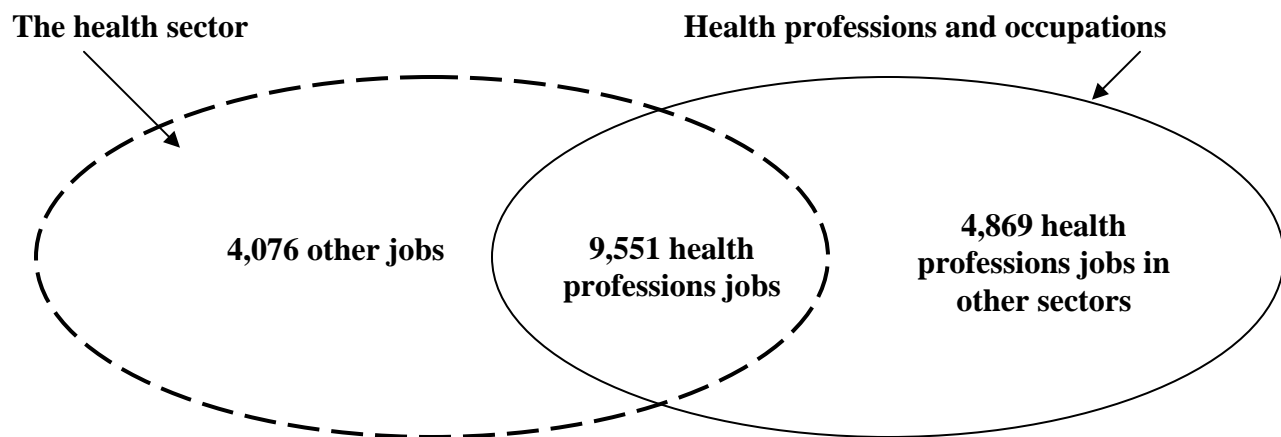 The health sector
Health professions and occupations
4,076 other jobs
9,551 health
professions jobs
4,869 health
professions jobs in
other sectors